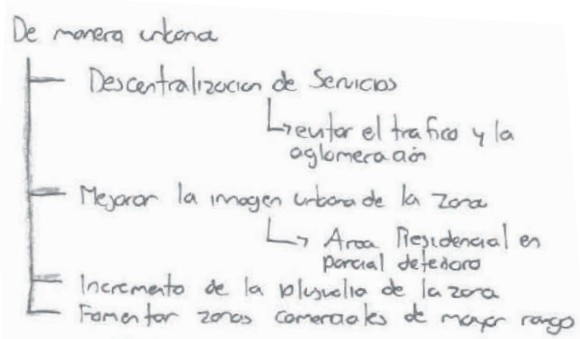 De manera urbana
Descentralizacion de Servicios
evitar el trafico y la
aglomeración
Mejorar la imagen urbana de la zona
Area Residencial en
parcial deterioro
Incremento de la plusvalia de la zona
Fomentar zonas comerciales de mayor rango